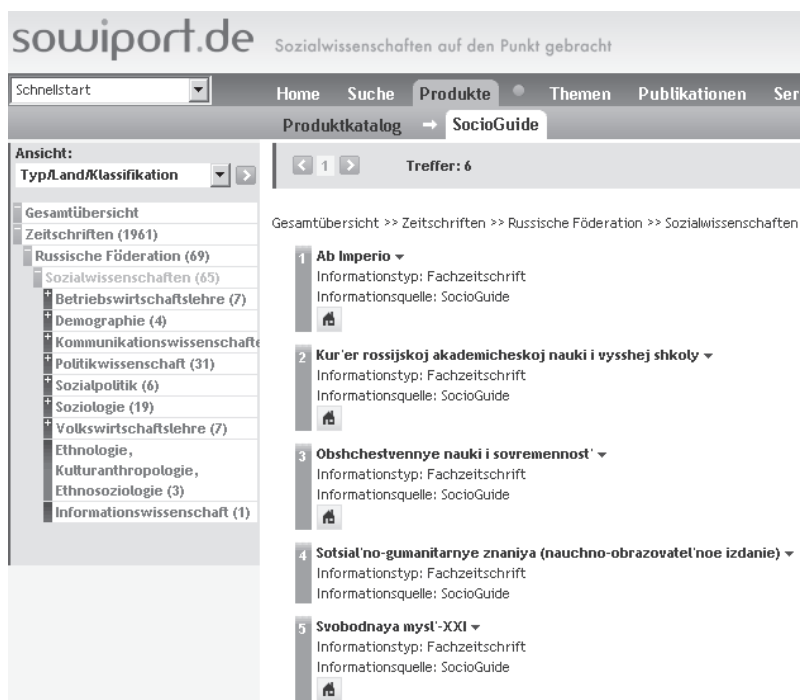 sowiport.de Sozialwissenschaften auf den Punkt gebracht
Schnellstart
Home Suche Produkte Themen Publikationen Ser
Produktkatalog → SocioGuide
Ansicht:
Typ/Land/Klassifikation
Gesamtübersicht
Zeitschriften (1961)
Russische Föderation (69)
Sozialwissenschaften (65)
Betriebswirtschaftslehre (7)
Demographie (4)
Kommunikationswissenschafte
Politikwissenschaft (31)
Sozialpolitik (6)
Soziologie (19)
Volkswirtschaftslehre (7)
Ethnologie,
Kulturanthropologie,
Ethnosoziologie (3)
Informationswissenschaft (1)
< 1 > Treffer: 6
Gesamtübersicht >> Zeitschriften >> Russische Föderation >> Sozialwissenschaften
1 Ab Imperio
Informationstyp: Fachzeitschrift
Informationsquelle: SocioGuide
2 Kur'er rossijskoj akademicheskoj nauki i vysshej shkoly
Informationstyp: Fachzeitschrift
Informationsquelle: SocioGuide
3 Obshchestvennye nauki i sovremennost'
Informationstyp: Fachzeitschrift
Informationsquelle: SocioGuide
4 Sotsial'no-gumanitarnye znaniya (nauchno-obrazovatel'noe izdanie)
Informationstyp: Fachzeitschrift
Informationsquelle: SocioGuide
5 Svobodnaya mysl'-XXI
Informationstyp: Fachzeitschrift
Informationsquelle: SocioGuide